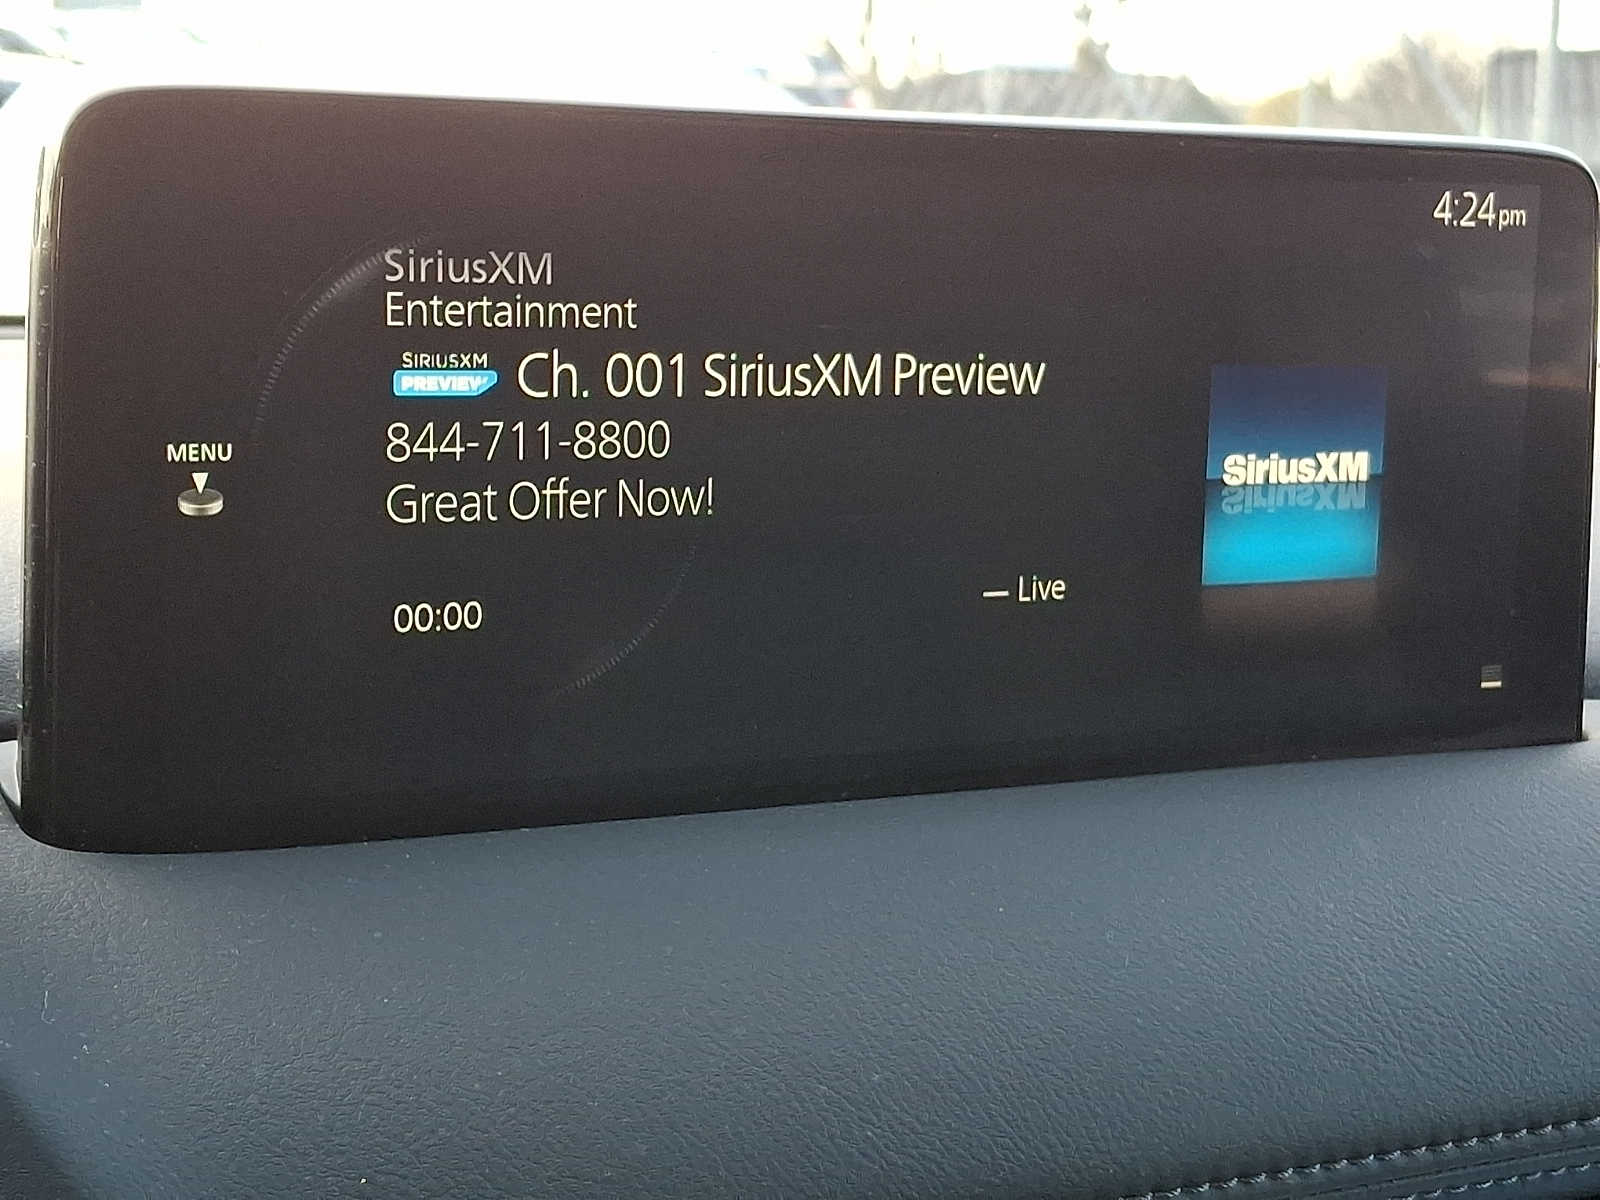 4:24pm
SiriusXM
Entertainment
SIRIUSXM
PREVIEW
Ch. 001 SiriusXM Preview
844-711-8800
Great Offer Now!
MENU
SiriusXM
00:00
Live